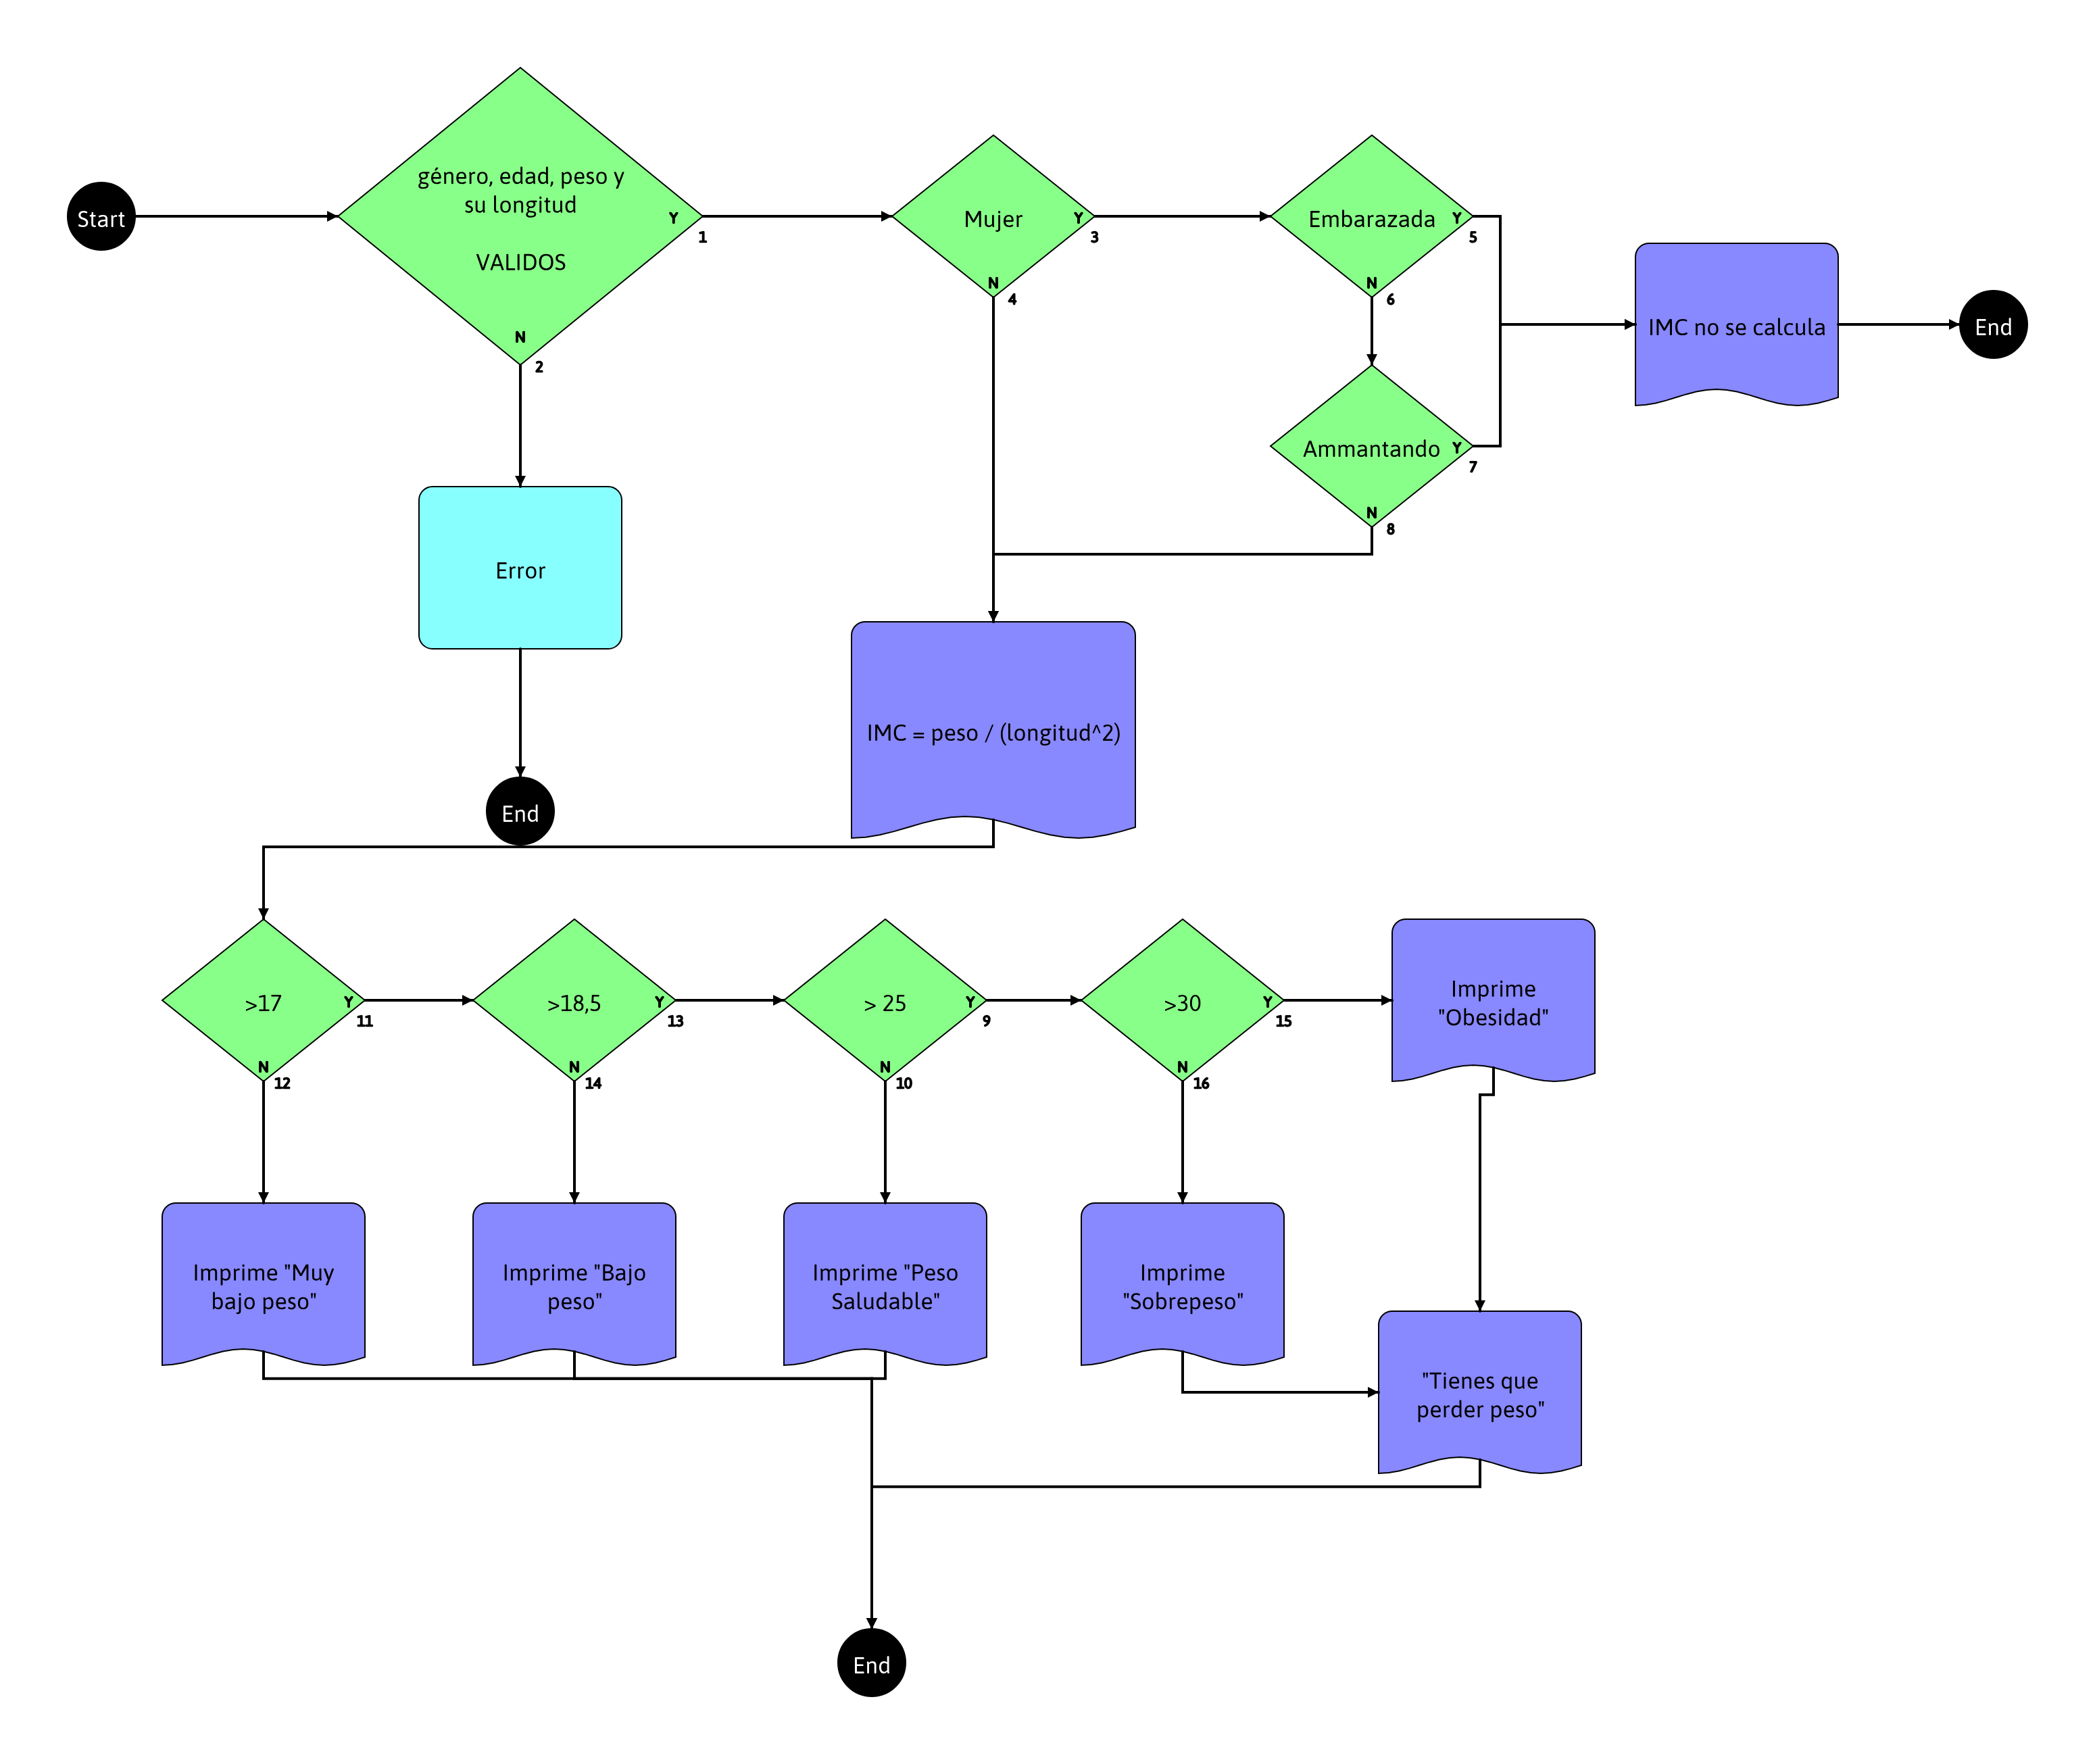 Start
género, edad, peso y
su longitud
VALIDOS
Y
1
N
2
Mujer
Y
3
N
4
Embarazada
Y
5
N
6
Ammantando
Y
7
N
8
IMC no se calcula
End
Error
End
IMC = peso / (longitud^2)
>17
Y
11
N
12
>18,5
Y
13
N
14
> 25
Y
9
N
10
>30
Y
15
N
16
Imprime
"Obesidad"
Imprime "Muy
bajo peso"
Imprime "Bajo
peso"
Imprime "Peso
Saludable"
Imprime
"Sobrepeso"
"Tienes que
perder peso"
End